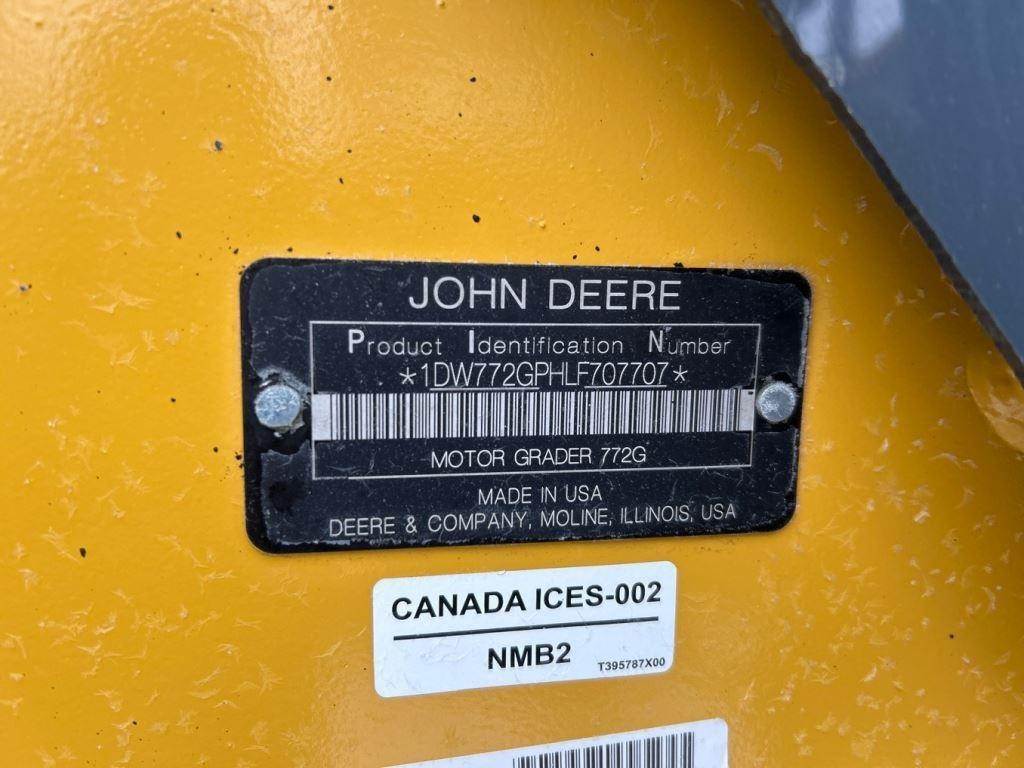 JOHN DEERE
Product Identification Number
*1DW772GPHLF707707*
MOTOR GRADER 772G
MADE IN USA
DEERE & COMPANY, MOLINE, ILLINOIS, USA
CANADA ICES-002
NMB2
T395787X00